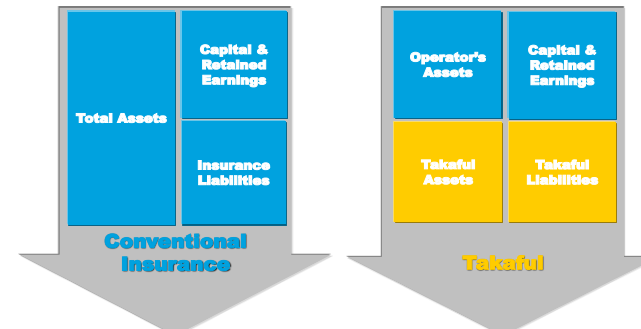 Total Assets
Capital &
Retained
Earnings
Insurance
Liabilities
Conventional
Insurance
Operator's
Assets
Capital &
Retained
Earnings
Takaful
Assets
Takaful
Liabilities
Takaful